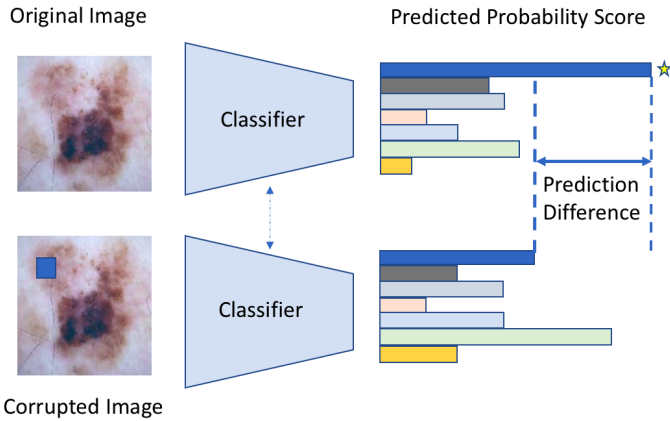 Original Image
Predicted Probability Score
Classifier
Prediction
Difference
Classifier
Corrupted Image